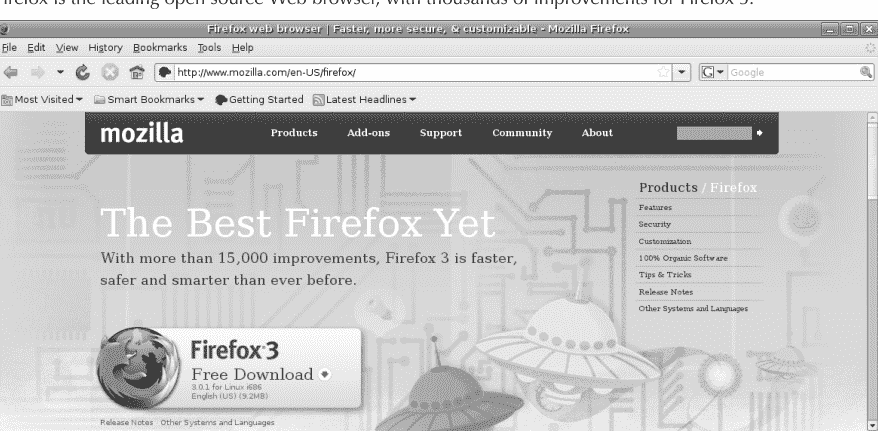 irefox is the leading open source Web browser, with thousands of improvements for Firefox 3.
Firefox web browser | Faster, more secure, & customizable - Mozilla Firefox
File Edit View History Bookmarks Tools Help
http://www.mozilla.com/en-US/firefox/
G Google
Most Visited Smart Bookmarks Getting Started Latest Headlines
mozilla Products Add-ons Support Community About
Products / Firefox
Features
Security
Customization
100% Organic Software
Tips & Tricks
Release Notes
Other Systems and Languages
The Best Firefox Yet
With more than 15,000 improvements, Firefox 3 is faster,
safer and smarter than ever before.
Firefox 3
Free Download
3.0.1 for Linux i686
English (US) (9.2MB)
Release Notes Other Systems and Languages